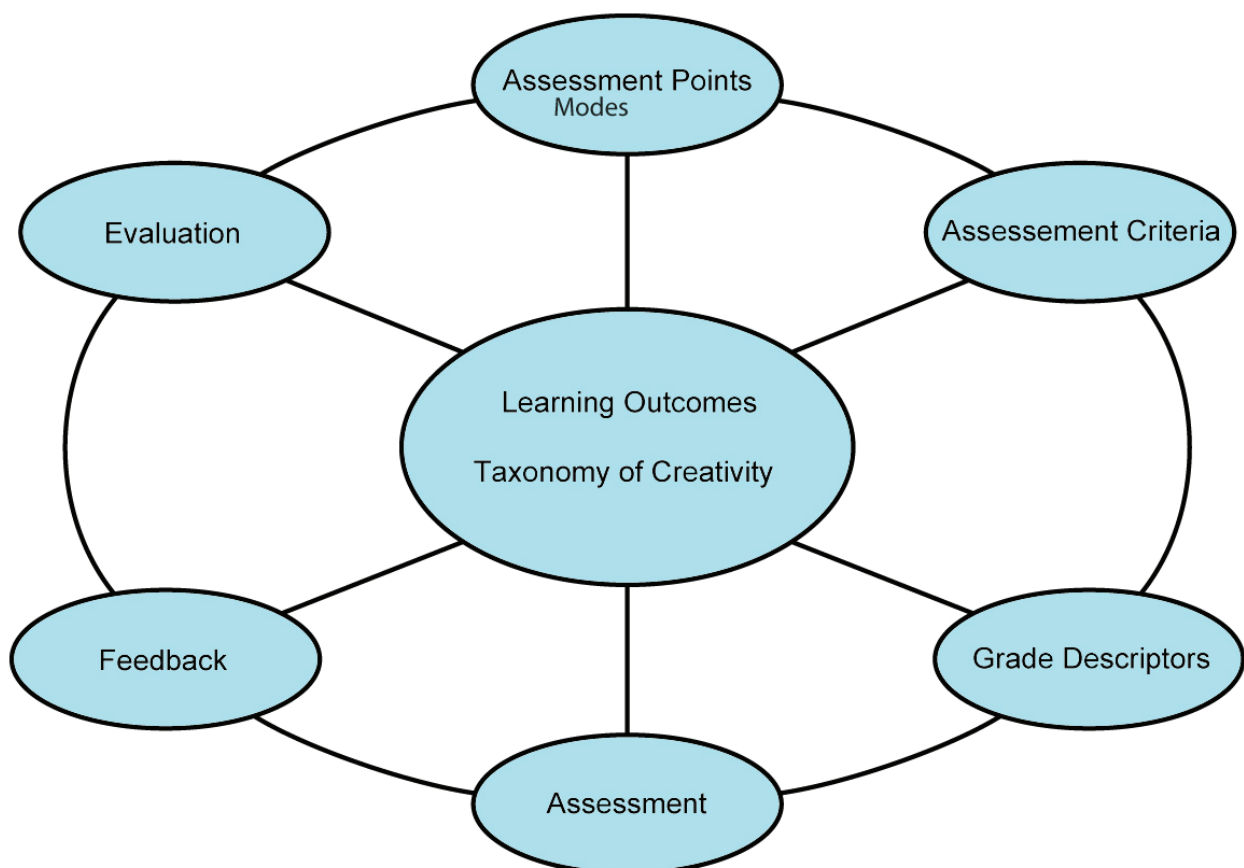 Assessment Points
Modes
Evaluation
Assessement Criteria
Learning Outcomes
Taxonomy of Creativity
Feedback
Grade Descriptors
Assessment